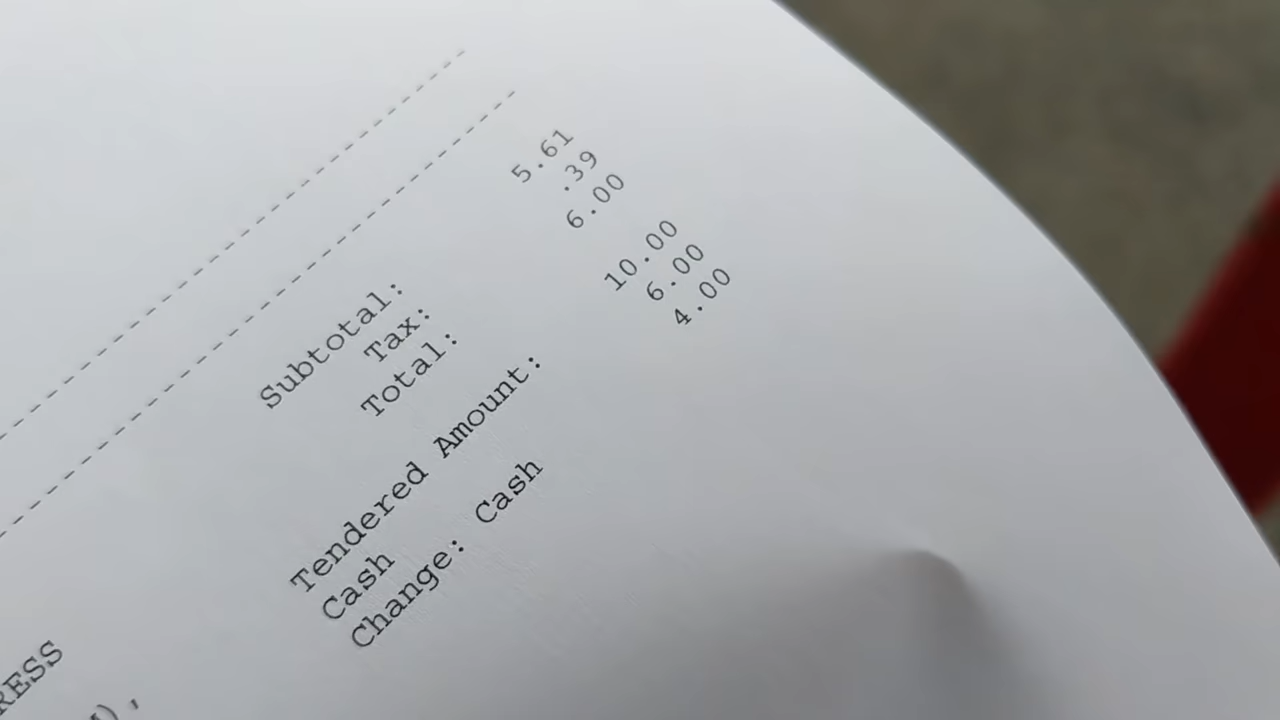 Subtotal: 5.61
Tax: .39
Total: 6.00
Tendered Amount: 10.00
Cash 6.00
Change: Cash 4.00